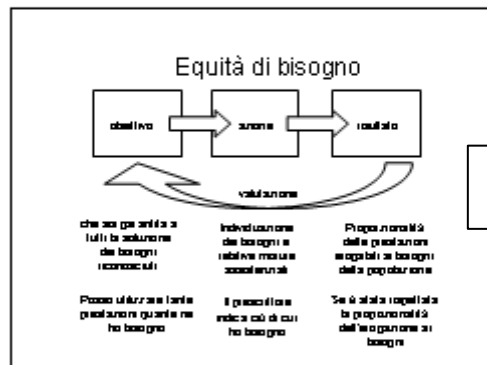 Equità di bisogno
obiettivo
azione
risultato
valutazione
che sia garantita a
tutti la soluzione
dei bisogni
riconosciuti
Individuazione
dei bisogni e
relative misure
assistenziali
Proporzionalità
delle prestazioni
erogabili ai bisogni
della popolazione
Posso utilizzare tante
prestazioni quante ne
ho bisogno
Il prescrittore
indica ciò di cui
ho bisogno
Se è stata rispettata
la proporzionalità
dell'erogazione ai
bisogni